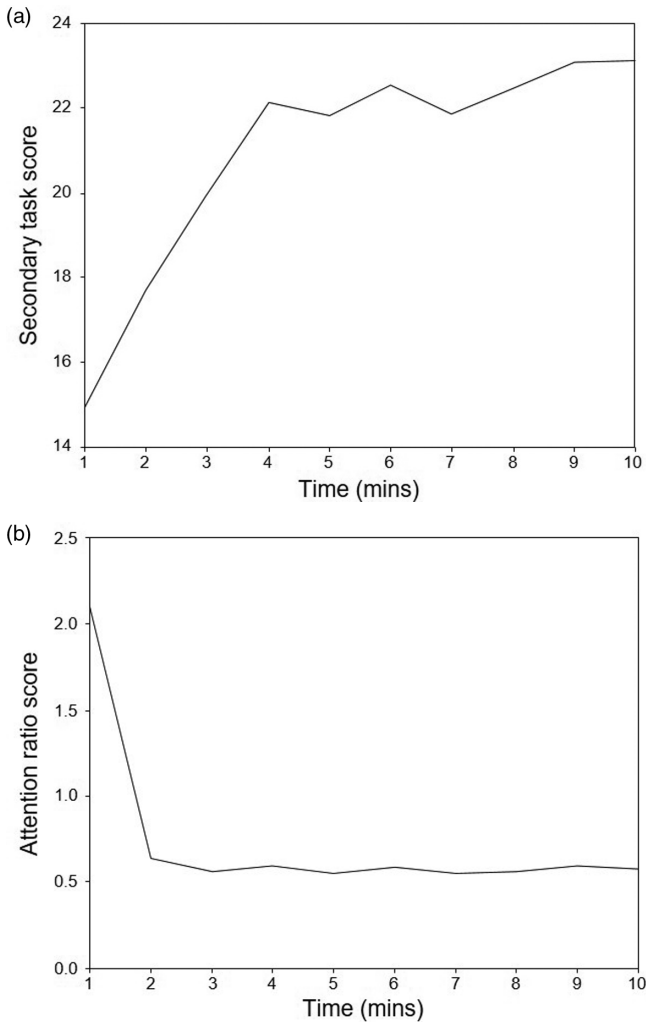 (a)
24
22
20
18
16
14
Secondary task score
1 2 3 4 5 6 7 8 9 10
Time (mins)
(b)
2.5
2.0
1.5
1.0
0.5
0.0
Attention ratio score
1 2 3 4 5 6 7 8 9 10
Time (mins)